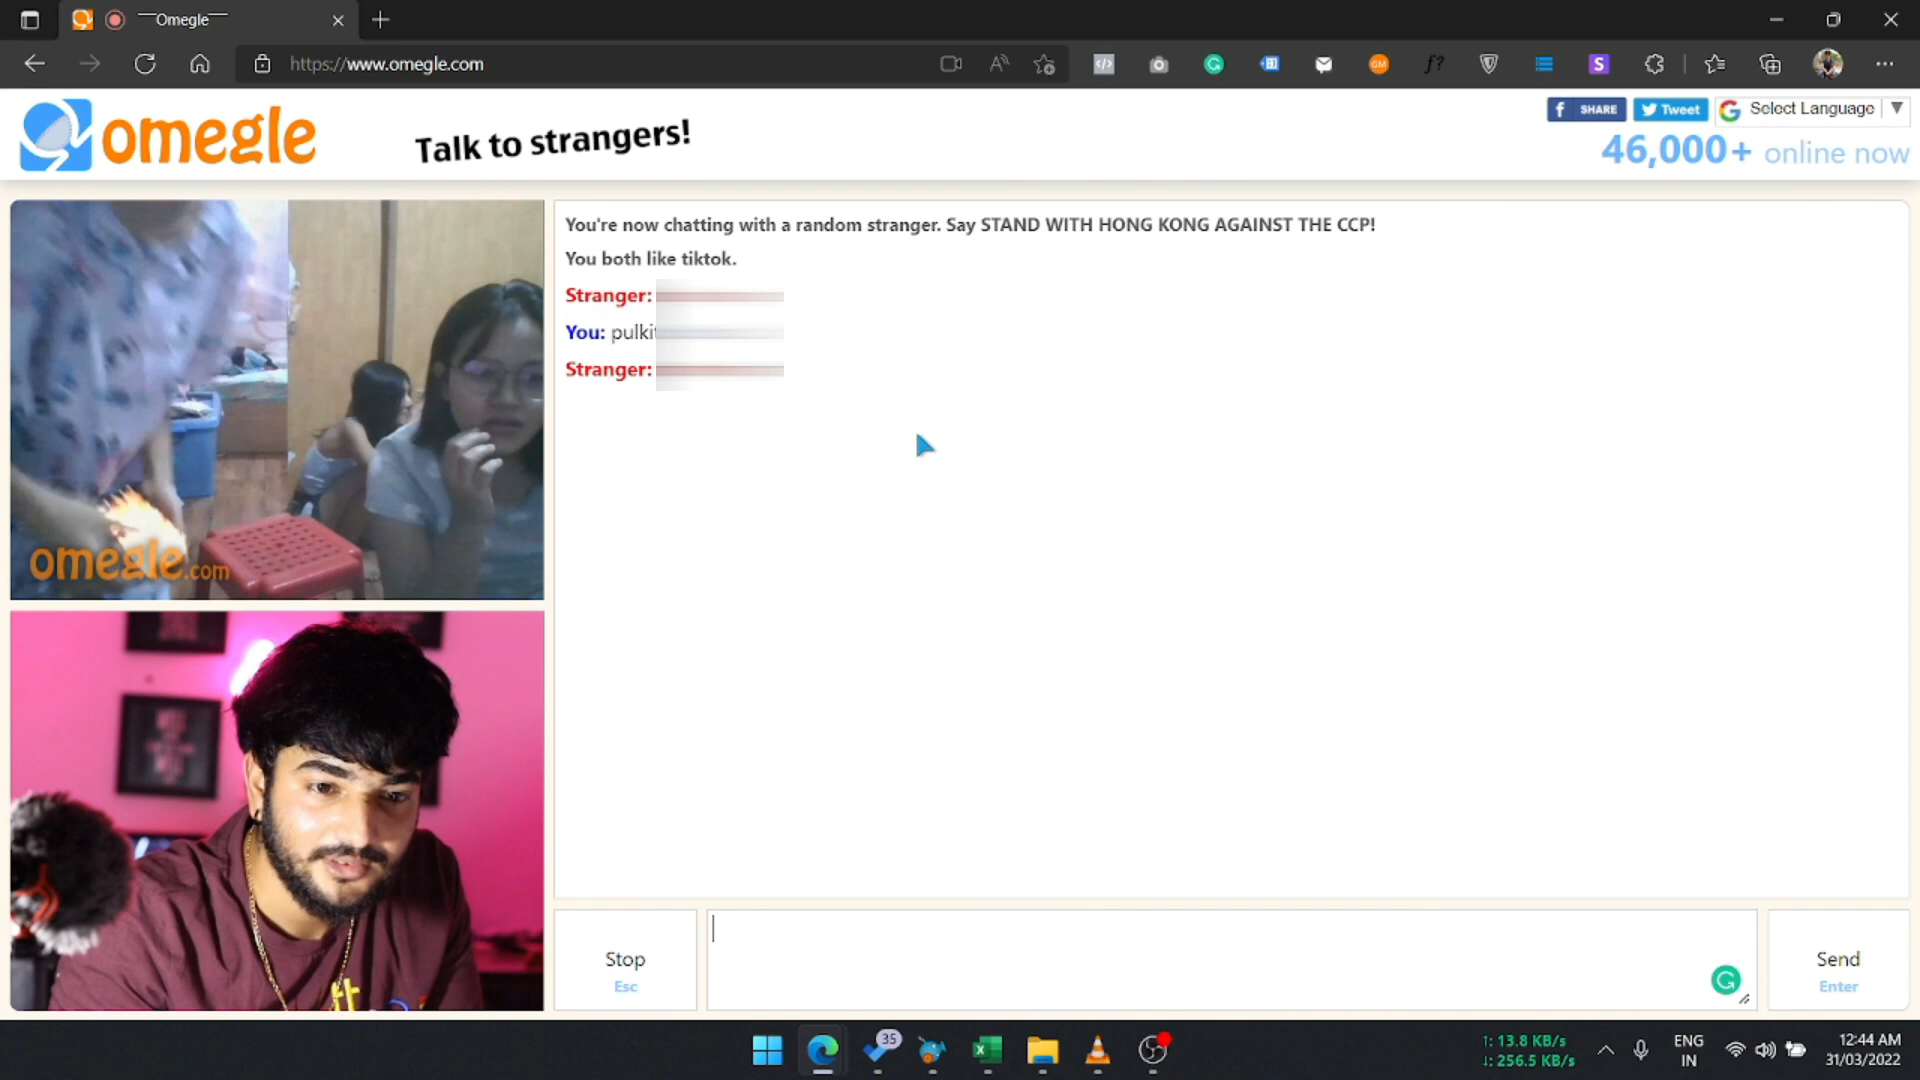 Omegle
https://www.omegle.com
GM
f?
S
omegle
Talk to strangers!
f SHARE
Tweet
G Select Language ▼
46,000+ online now
You're now chatting with a random stranger. Say STAND WITH HONG KONG AGAINST THE CCP!
You both like tiktok.
Stranger:
You: pulkit
Stranger:
omegle.com
Stop
Esc
Send
Enter
35
↑: 13.8 KB/s
↓: 256.5 KB/s
ENG
IN
12:44 AM
31/03/2022